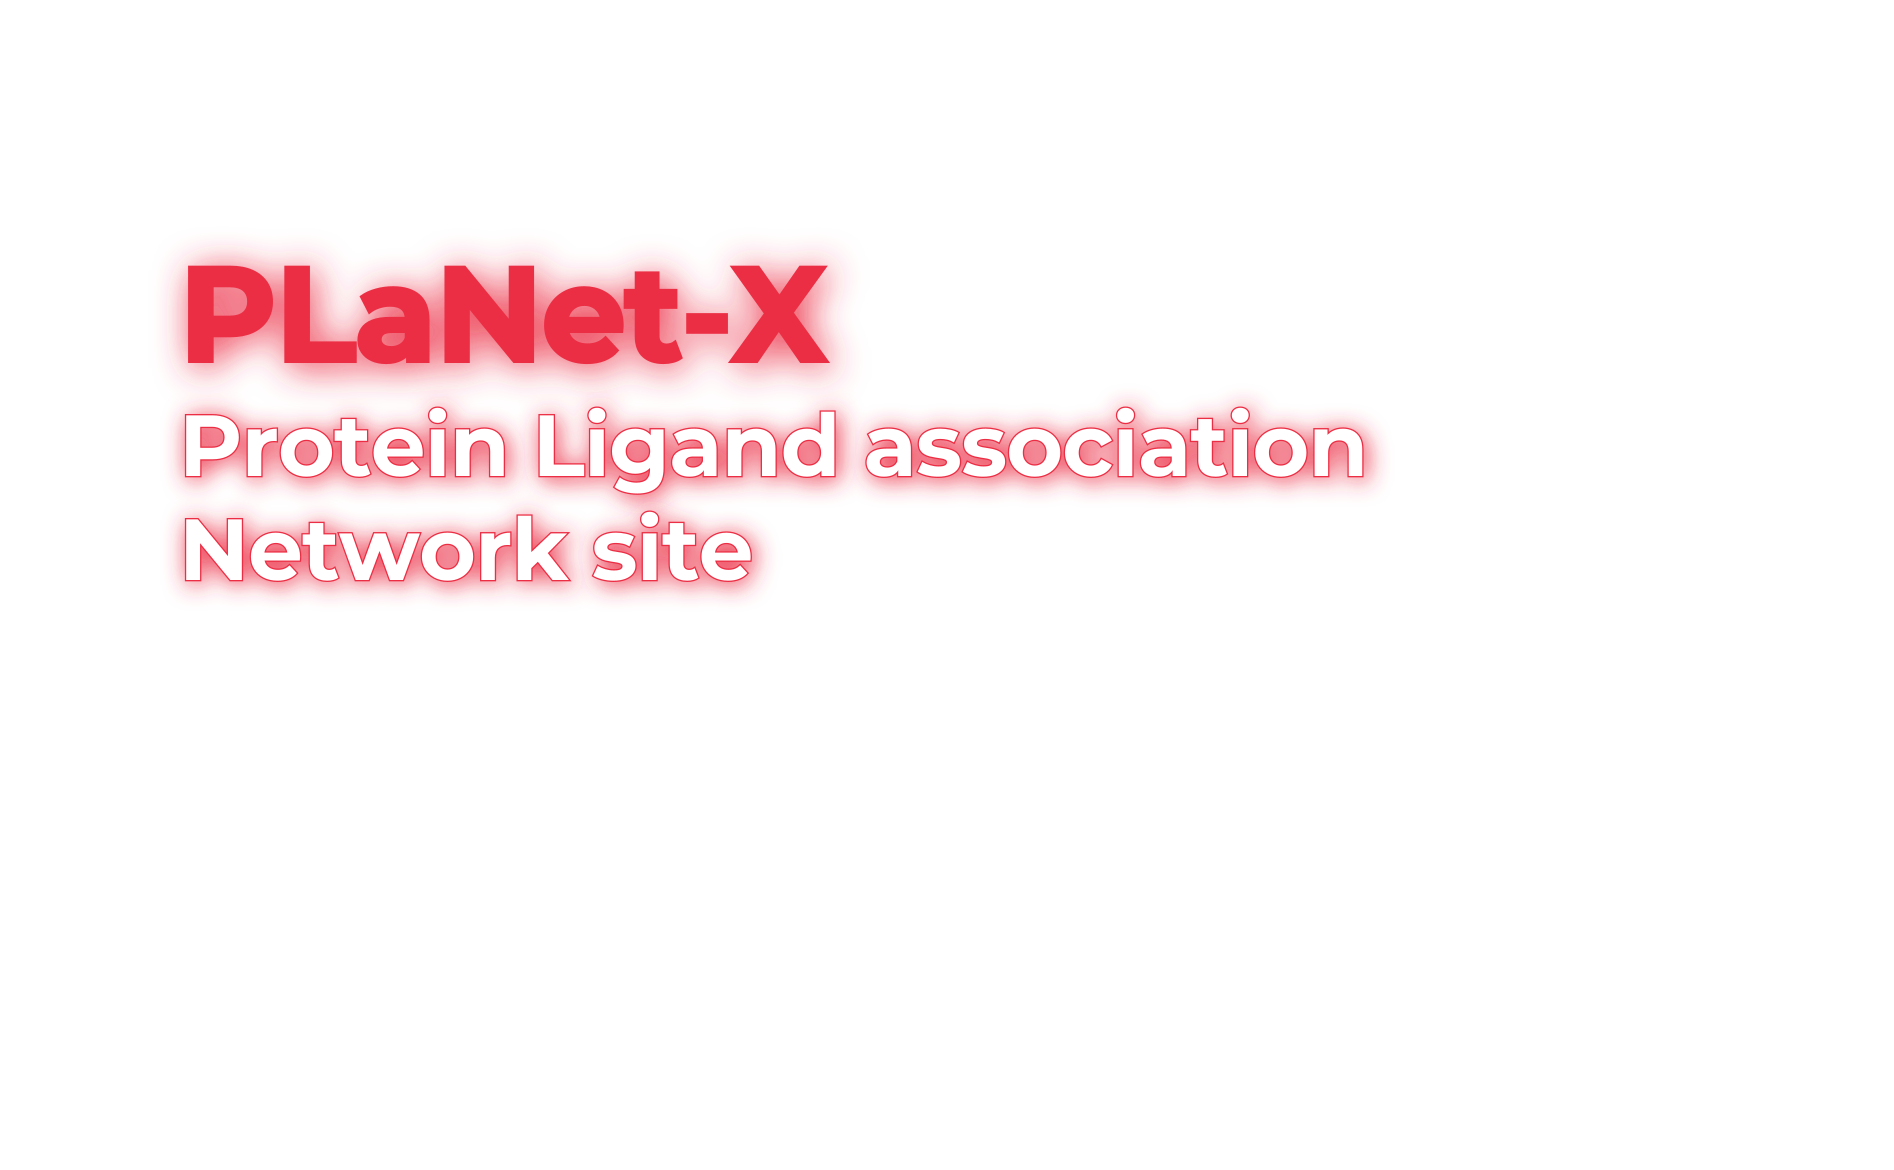 PLaNet-X
Protein Ligand association
Network site